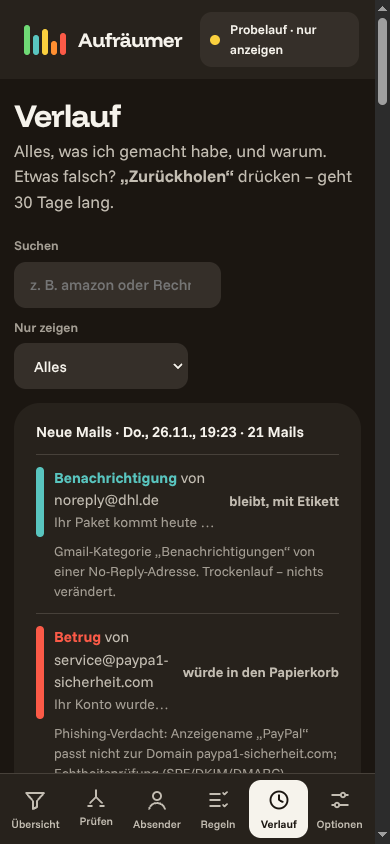 Aufräumer
Probelauf · nur
anzeigen
Verlauf
Alles, was ich gemacht habe, und warum.
Etwas falsch? „Zurückholen“ drücken – geht
30 Tage lang.
Suchen
z. B. amazon oder Rechr
Nur zeigen
Alles
Neue Mails · Do., 26.11., 19:23 · 21 Mails
Benachrichtigung von
noreply@dhl.de
Ihr Paket kommt heute …
bleibt, mit Etikett
Gmail-Kategorie „Benachrichtigungen“ von
einer No-Reply-Adresse. Trockenlauf – nichts
verändert.
Betrug von
service@paypa1-
sicherheit.com
Ihr Konto wurde…
würde in den Papierkorb
Phishing-Verdacht: Anzeigename „PayPal“
passt nicht zur Domain paypa1-sicherheit.com;
Echtheitsprüfung (SPF/DKIM/DMARC)
Übersicht
Prüfen
Absender
Regeln
Verlauf
Optionen